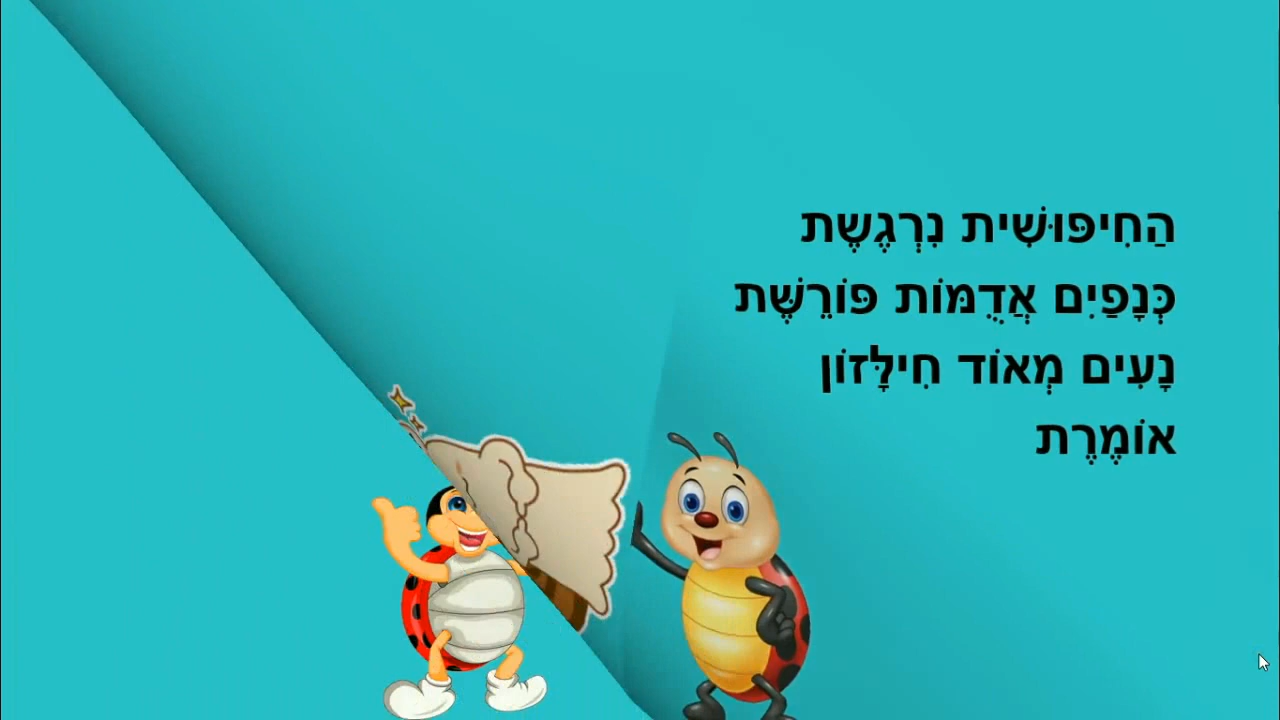 הַחִיפּוּשִׁית נִרְגֶשֶת
כְּנָפַיִם אֲדֻמּוֹת פּוֹרֵשֶּׁת
נָעִים מְאוֹד חִילָּזוֹן
אוֹמֶרֶת